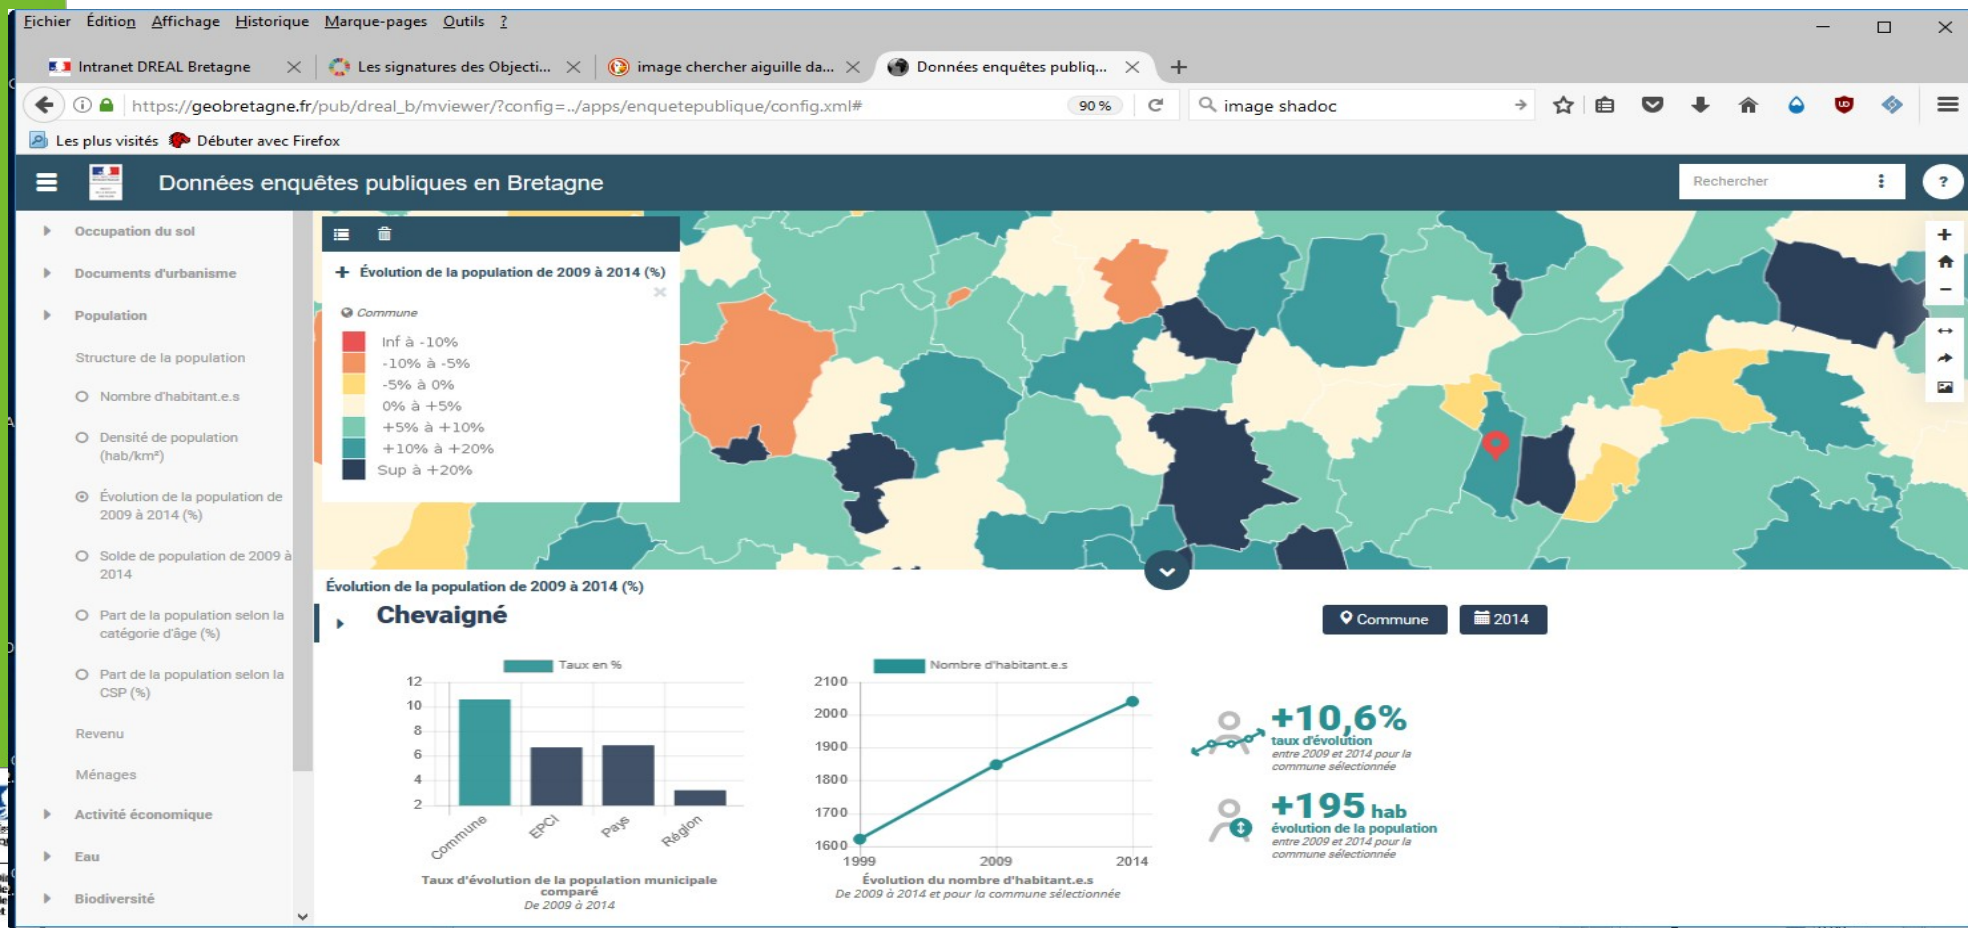 Fichier Édition Affichage Historique Marque-pages Outils ?
Intranet DREAL Bretagne
Les signatures des Objecti...
image chercher aiguille da...
Données enquêtes publiq...
https://geobretagne.fr/pub/dreal_b/mviewer/?config=../apps/enquetepublique/config.xml#
90 %
image shadoc
Les plus visités Débuter avec Firefox
Données enquêtes publiques en Bretagne
Rechercher
?
Occupation du sol
Documents d'urbanisme
Population
Structure de la population
Nombre d'habitant.e.s
Densité de population
(hab/km²)
Évolution de la population de
2009 à 2014 (%)
Solde de population de 2009 à
2014
Part de la population selon la
catégorie d'âge (%)
Part de la population selon la
CSP (%)
Revenu
Ménages
Activité économique
Eau
Biodiversité
Évolution de la population de 2009 à 2014 (%)
Commune
Inf à -10%
-10% à -5%
-5% à 0%
0% à +5%
+5% à +10%
+10% à +20%
Sup à +20%
Évolution de la population de 2009 à 2014 (%)
Chevaigné
Commune
2014
Taux en %
12
10
8
6
4
2
Commune EPCI Pays Région
Taux d'évolution de la population municipale
comparé
De 2009 à 2014
Nombre d'habitant.e.s
2100
2000
1900
1800
1700
1600
1999 2009 2014
Évolution du nombre d'habitant.e.s
De 2009 à 2014 et pour la commune sélectionnée
+10,6%
taux d'évolution
entre 2009 et 2014 pour la
commune sélectionnée
+195 hab
évolution de la population
entre 2009 et 2014 pour la
commune sélectionnée